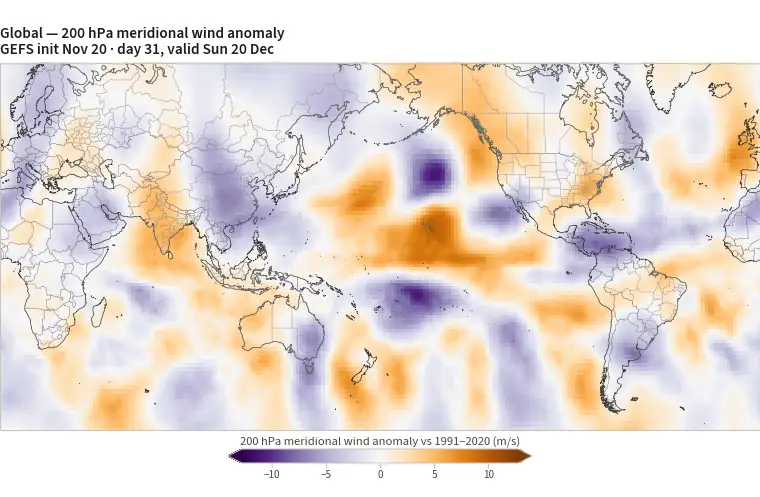 Global — 200 hPa meridional wind anomaly
GEFS init Nov 20 · day 31, valid Sun 20 Dec
200 hPa meridional wind anomaly vs 1991–2020 (m/s)
−10 −5 0 5 10